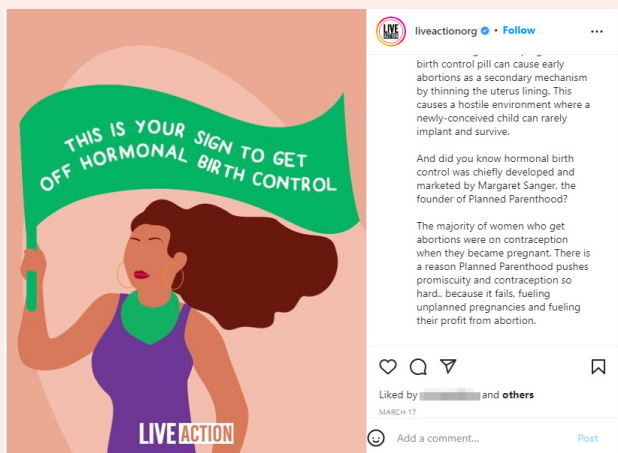 THIS IS YOUR SIGN TO GET
OFF HORMONAL BIRTH CONTROL
LIVE ACTION
LIVE
liveactionorg • Follow
birth control pill can cause early
abortions as a secondary mechanism
by thinning the uterus lining. This
causes a hostile environment where a
newly-conceived child can rarely
implant and survive.
And did you know hormonal birth
control was chiefly developed and
marketed by Margaret Sanger, the
founder of Planned Parenthood?
The majority of women who get
abortions were on contraception
when they became pregnant. There is
a reason Planned Parenthood pushes
promiscuity and contraception so
hard.. because it fails, fueling
unplanned pregnancies and fueling
their profit from abortion.
Liked by and others
MARCH 17
Add a comment... Post